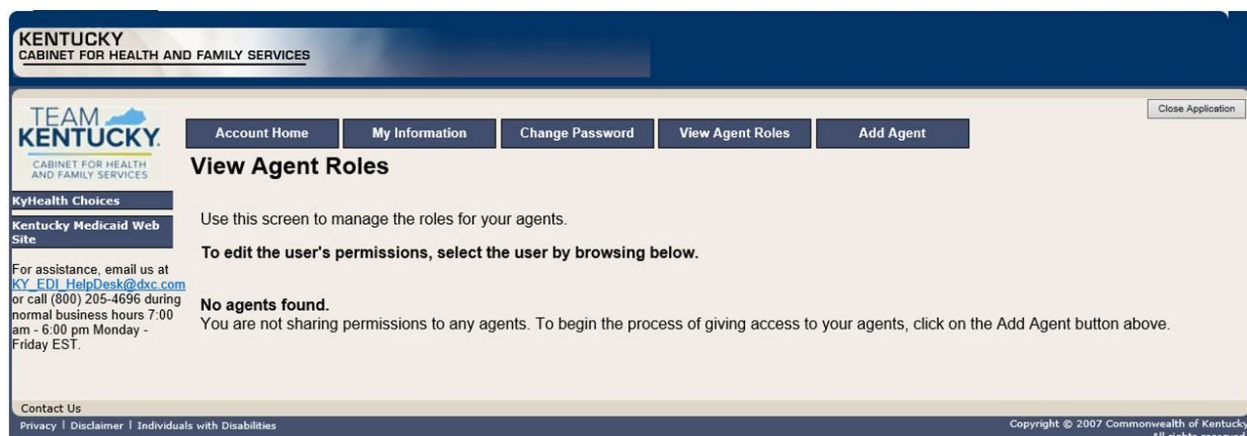 KENTUCKY
CABINET FOR HEALTH AND FAMILY SERVICES
Close Application
TEAM
KENTUCKY.
CABINET FOR HEALTH
AND FAMILY SERVICES
Account Home
My Information
Change Password
View Agent Roles
Add Agent
View Agent Roles
KyHealth Choices
Kentucky Medicaid Web
Site
For assistance, email us at
KY_EDI_HelpDesk@dxc.com
or call (800) 205-4696 during
normal business hours 7:00
am - 6:00 pm Monday -
Friday EST.
Use this screen to manage the roles for your agents.
To edit the user's permissions, select the user by browsing below.
No agents found.
You are not sharing permissions to any agents. To begin the process of giving access to your agents, click on the Add Agent button above.
Contact Us
Privacy | Disclaimer | Individuals with Disabilities
Copyright © 2007 Commonwealth of Kentucky
All rights reserved